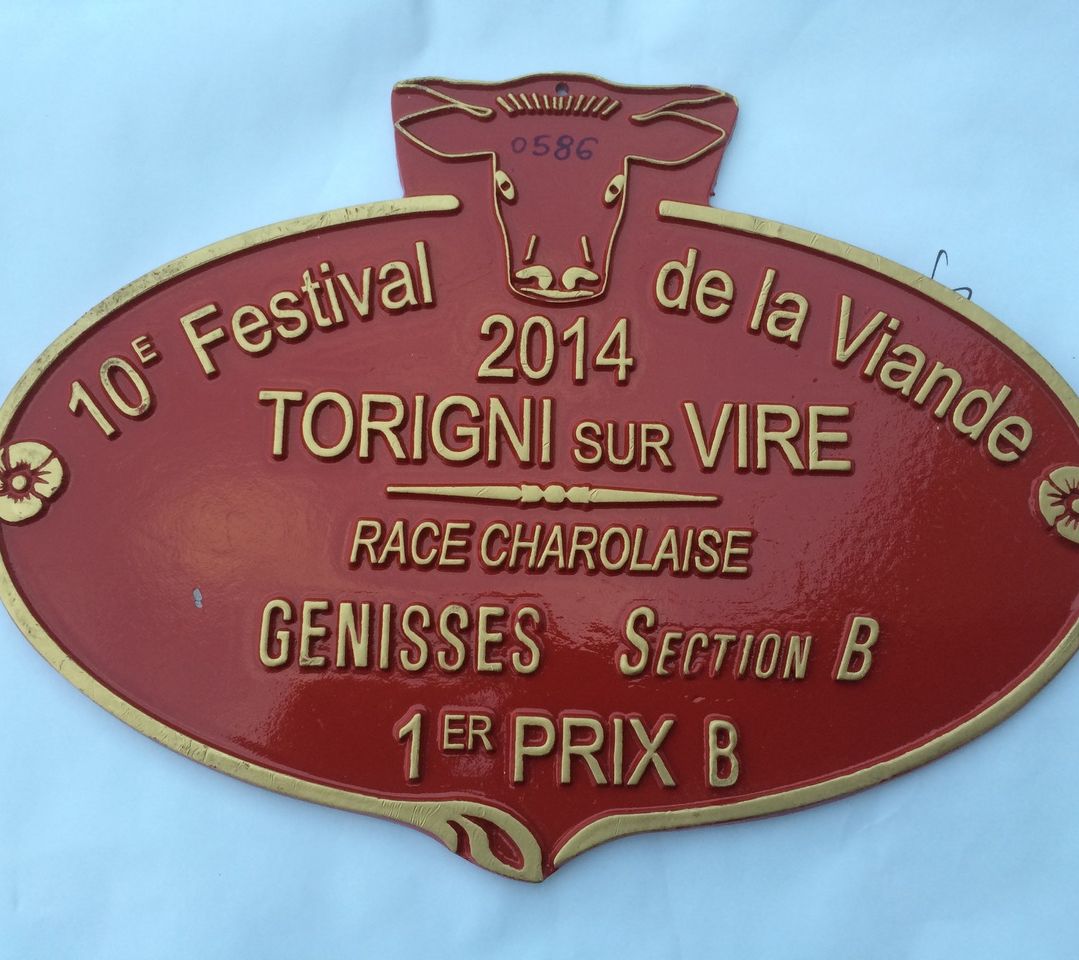 0586
10E Festival de la Viande
2014
TORIGNI SUR VIRE
RACE CHAROLAISE
GENISSES SECTION B
1ER PRIX B